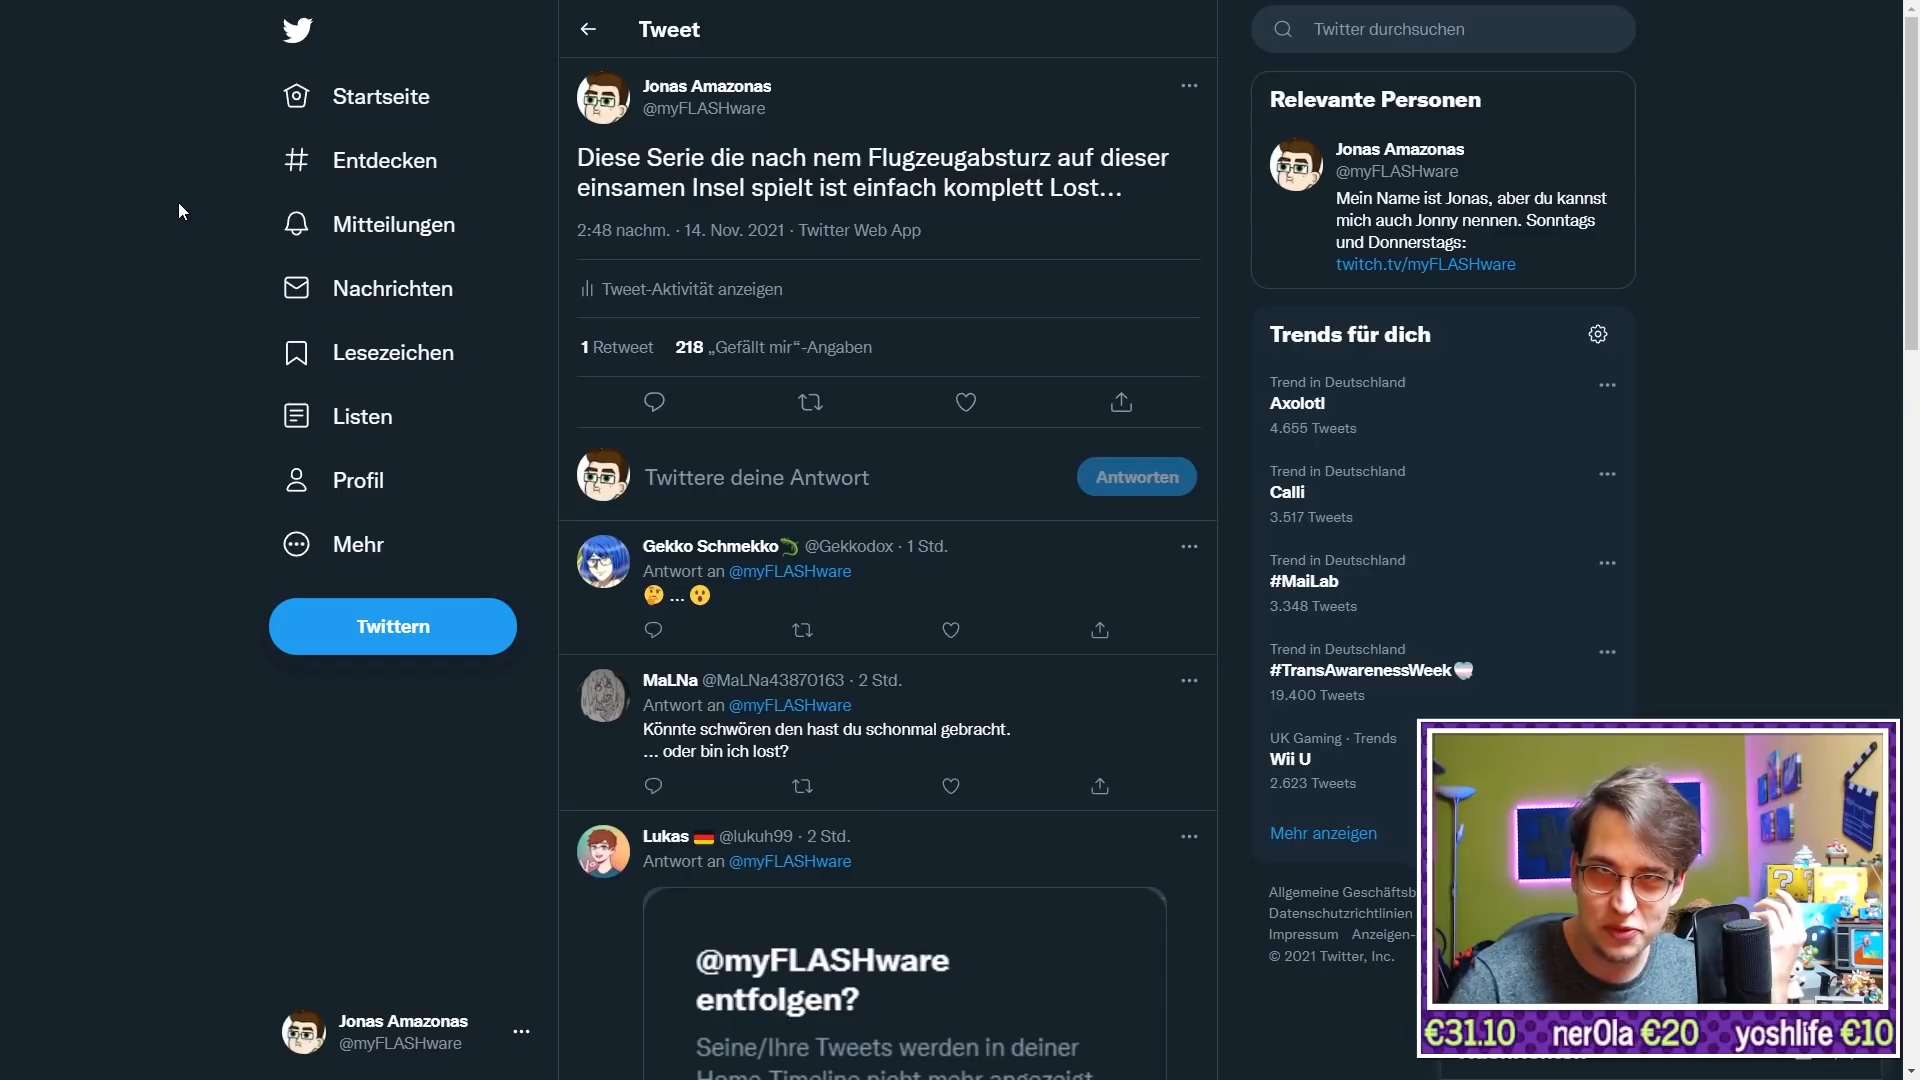 Startseite
Entdecken
Mitteilungen
Nachrichten
Lesezeichen
Listen
Profil
Mehr
Twittern
Jonas Amazonas
@myFLASHware
Tweet
Jonas Amazonas
@myFLASHware
Diese Serie die nach nem Flugzeugabsturz auf dieser
einsamen Insel spielt ist einfach komplett Lost...
2:48 nachm. · 14. Nov. 2021 · Twitter Web App
Tweet-Aktivität anzeigen
1 Retweet 218 „Gefällt mir“-Angaben
Twittere deine Antwort
Antworten
Gekko Schmekko🦎 @Gekkodox · 1 Std.
Antwort an @myFLASHware
🤔 ... 😮
MaLNa @MaLNa43870163 · 2 Std.
Antwort an @myFLASHware
Könnte schwören den hast du schonmal gebracht.
... oder bin ich lost?
Lukas 🇩🇪 @lukuh99 · 2 Std.
Antwort an @myFLASHware
@myFLASHware
entfolgen?
Seine/Ihre Tweets werden in deiner
Home-Timeline nicht mehr angezeigt
Twitter durchsuchen
Relevante Personen
Jonas Amazonas
@myFLASHware
Mein Name ist Jonas, aber du kannst
mich auch Jonny nennen. Sonntags
und Donnerstags:
twitch.tv/myFLASHware
Trends für dich
Trend in Deutschland
Axolotl
4.655 Tweets
Trend in Deutschland
Calli
3.517 Tweets
Trend in Deutschland
#MaiLab
3.348 Tweets
Trend in Deutschland
#TransAwarenessWeek
19.400 Tweets
UK Gaming · Trends
Wii U
2.623 Tweets
Mehr anzeigen
Allgemeine Geschäftsb
Datenschutzrichtlinien
Impressum Anzeigen-
© 2021 Twitter, Inc.
€31.10 ner0la €20 yoshlife €10